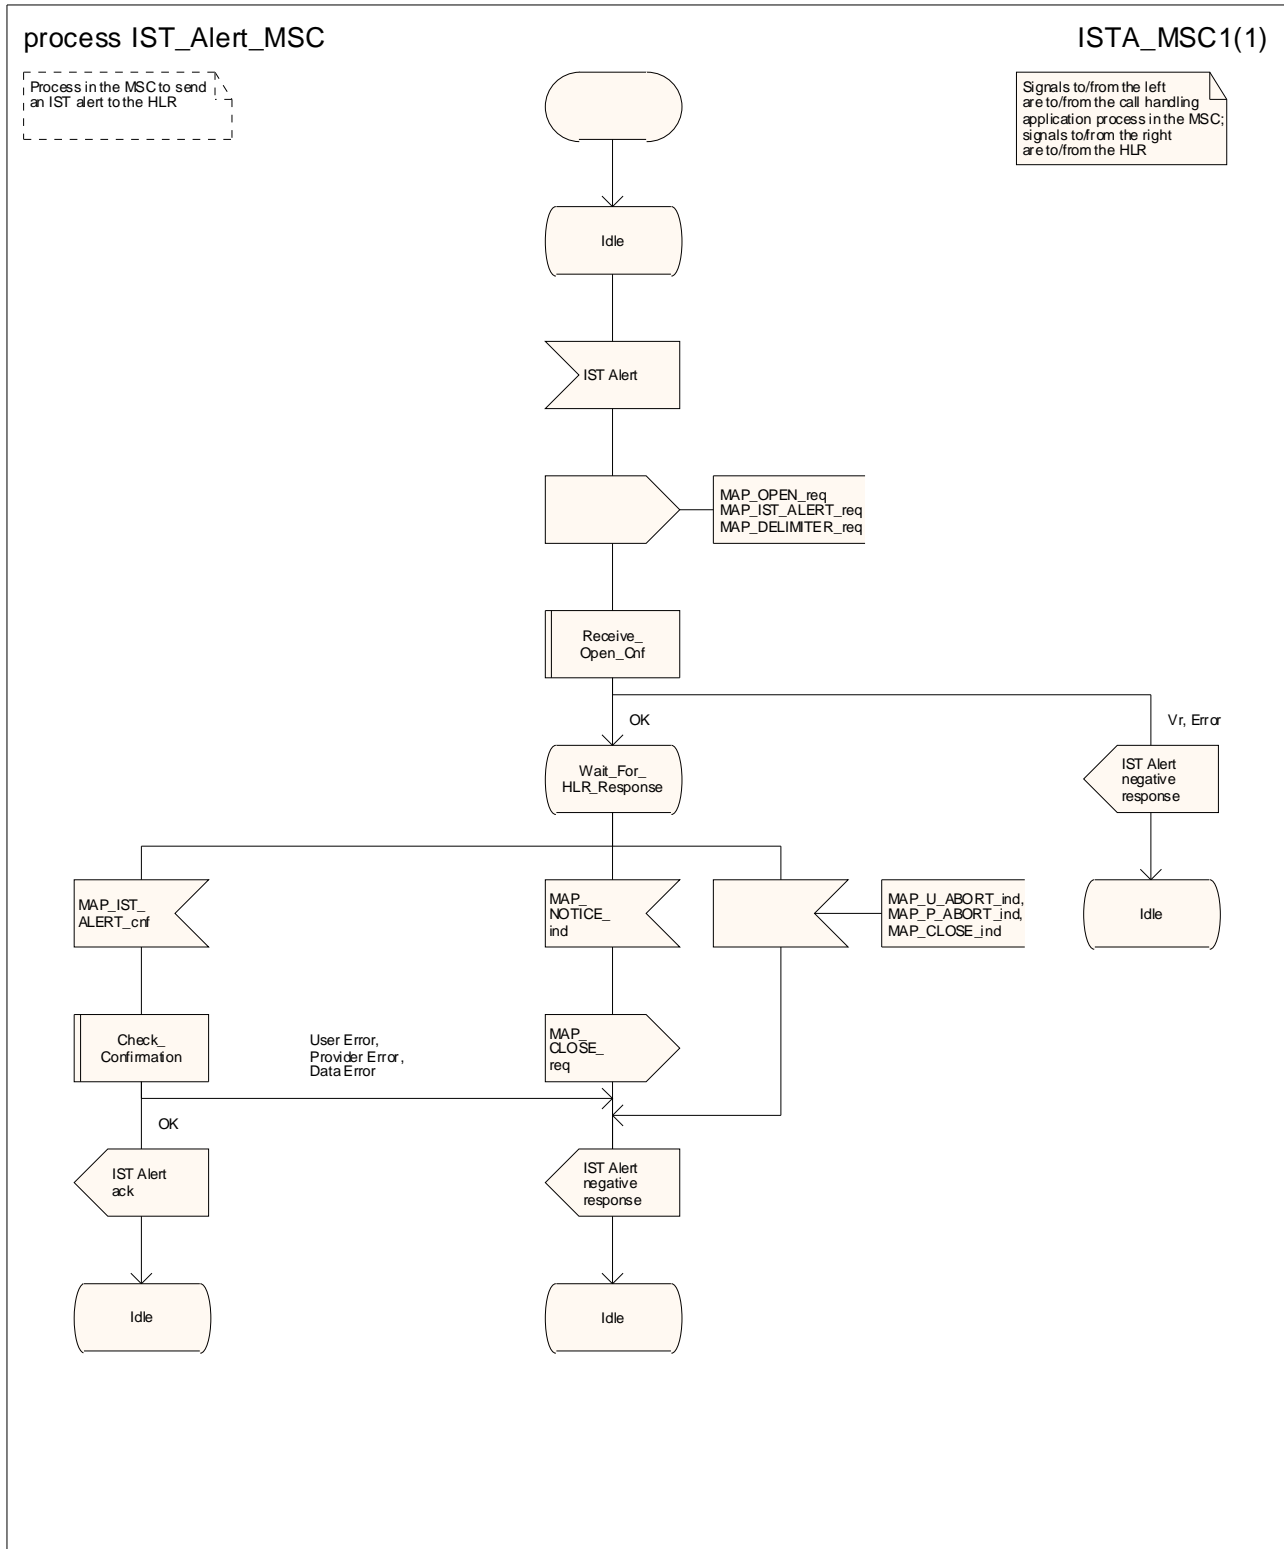 process IST_Alert_MSC
ISTA_MSC1(1)
Process in the MSC to send
an IST alert to the HLR
Signals to/from the left
are to/from the call handling
application process in the MSC;
signals to/from the right
are to/from the HLR
Idle
IST Alert
MAP_OPEN_req
MAP_IST_ALERT_req
MAP_DELIMITER_req
Receive_
Open_Cnf
OK
Vr, Error
Wait_For_
HLR_Response
IST Alert
negative
response
MAP_IST_
ALERT_cnf
MAP_
NOTICE_
ind
MAP_U_ABORT_ind,
MAP_P_ABORT_ind,
MAP_CLOSE_ind
Idle
Check_
Confirmation
User Error,
Provider Error,
Data Error
MAP_
CLOSE_
req
OK
IST Alert
ack
IST Alert
negative
response
Idle
Idle